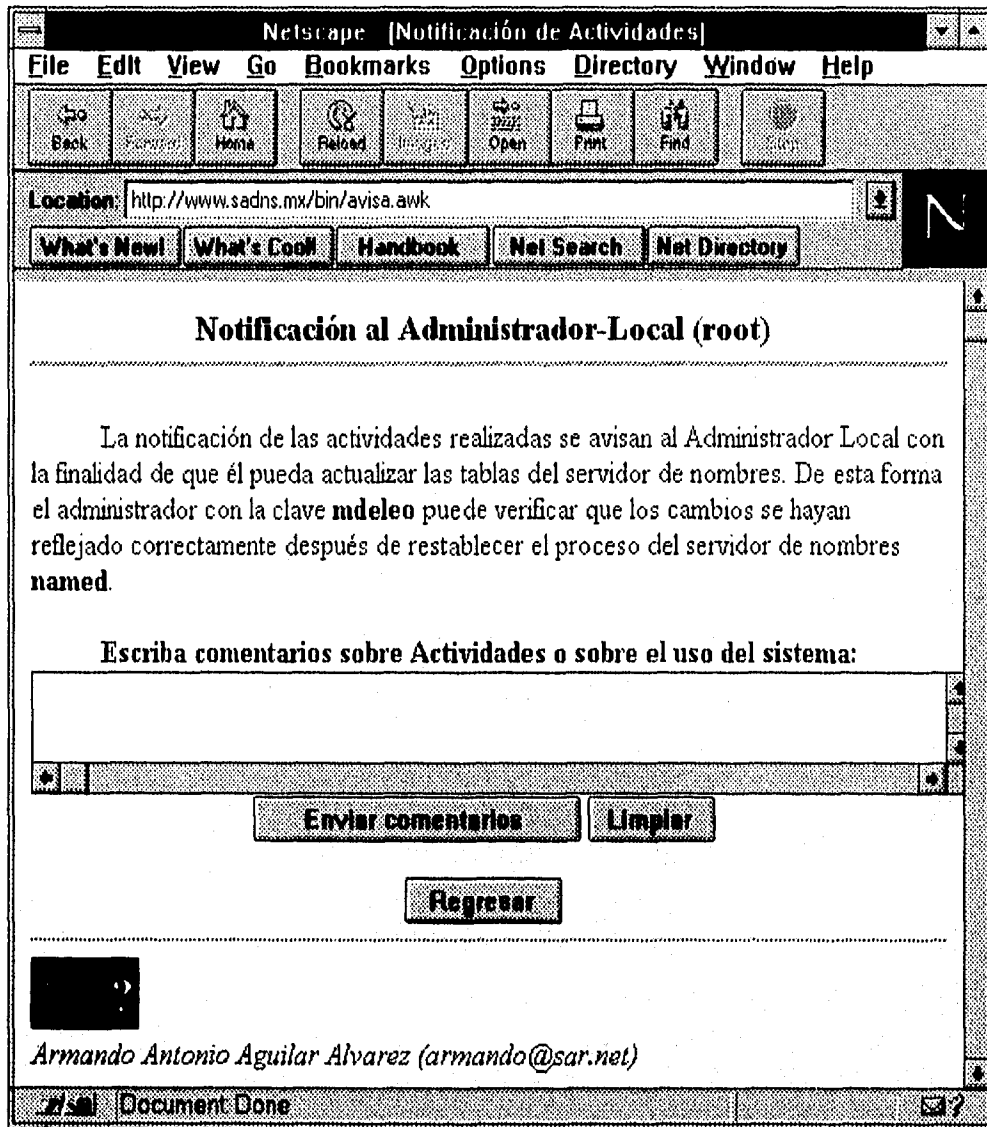 Netscape [Notificación de Actividades]
File Edit View Go Bookmarks Options Directory Window Help
Back Forward Home Reload Images Open Print Find Stop
Location: http://www.sadns.mx/bin/avisa.awk
What's New! What's Cool! Handbook Net Search Net Directory
Notificación al Administrador-Local (root)
La notificación de las actividades realizadas se avisan al Administrador Local con
la finalidad de que él pueda actualizar las tablas del servidor de nombres. De esta forma
el administrador con la clave mdeleo puede verificar que los cambios se hayan
reflejado correctamente después de restablecer el proceso del servidor de nombres
named.
Escriba comentarios sobre Actividades o sobre el uso del sistema:
Enviar comentarios Limpiar
Regresar
?
Armando Antonio Aguilar Alvarez (armando@sar.net)
Document Done